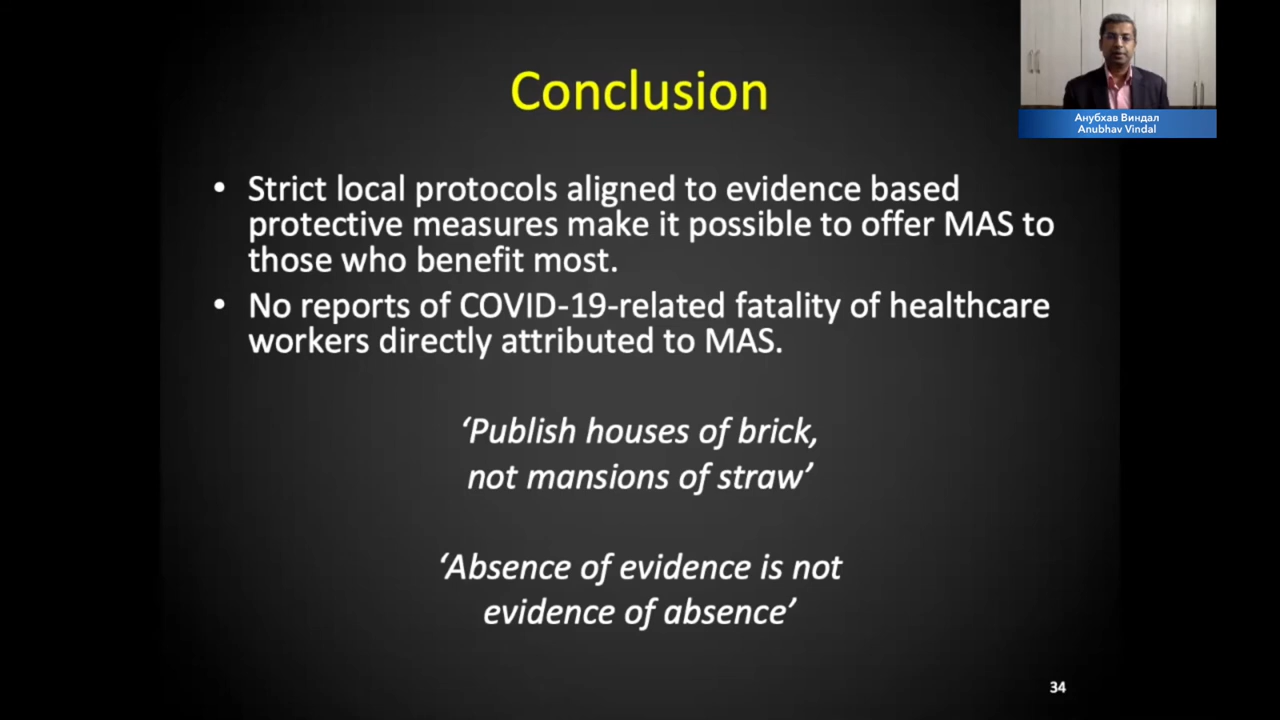 Conclusion
Анубхав Виндал
Anubhav Vindal
• Strict local protocols aligned to evidence based
protective measures make it possible to offer MAS to
those who benefit most.
• No reports of COVID-19-related fatality of healthcare
workers directly attributed to MAS.
‘Publish houses of brick,
not mansions of straw’
‘Absence of evidence is not
evidence of absence’
34